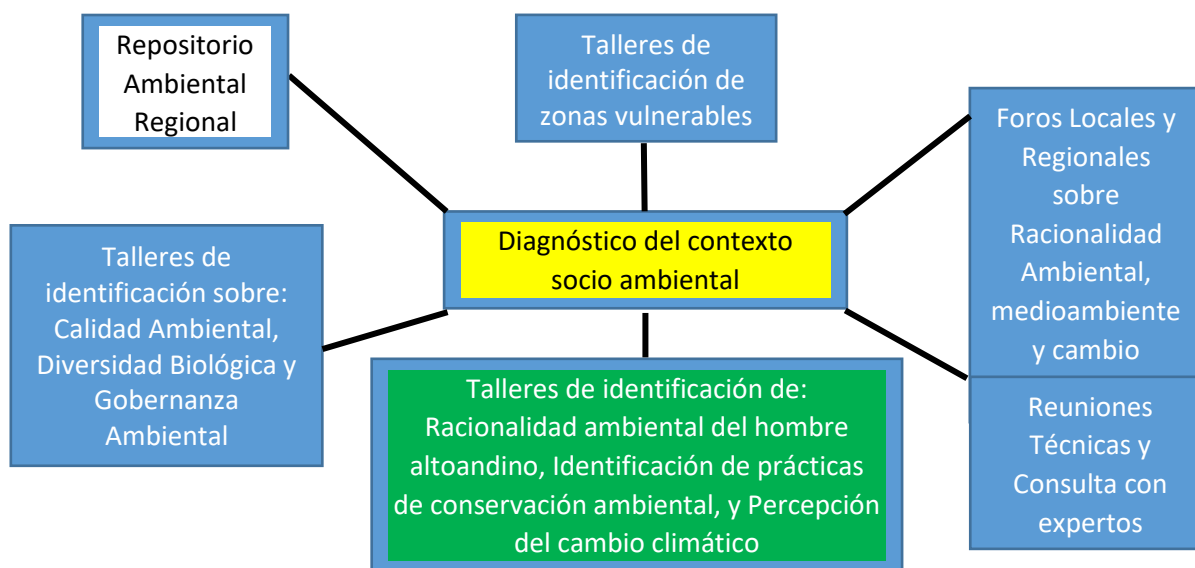 Repositorio
Ambiental
Regional
Talleres de
identificación de
zonas vulnerables
Foros Locales y
Regionales
sobre
Racionalidad
Ambiental,
medioambiente
y cambio
Diagnóstico del contexto
socio ambiental
Talleres de
identificación sobre:
Calidad Ambiental,
Diversidad Biológica y
Gobernanza
Ambiental
Talleres de identificación de:
Racionalidad ambiental del hombre
altoandino, Identificación de prácticas
de conservación ambiental, y Percepción
del cambio climático
Reuniones
Técnicas y
Consulta con
expertos